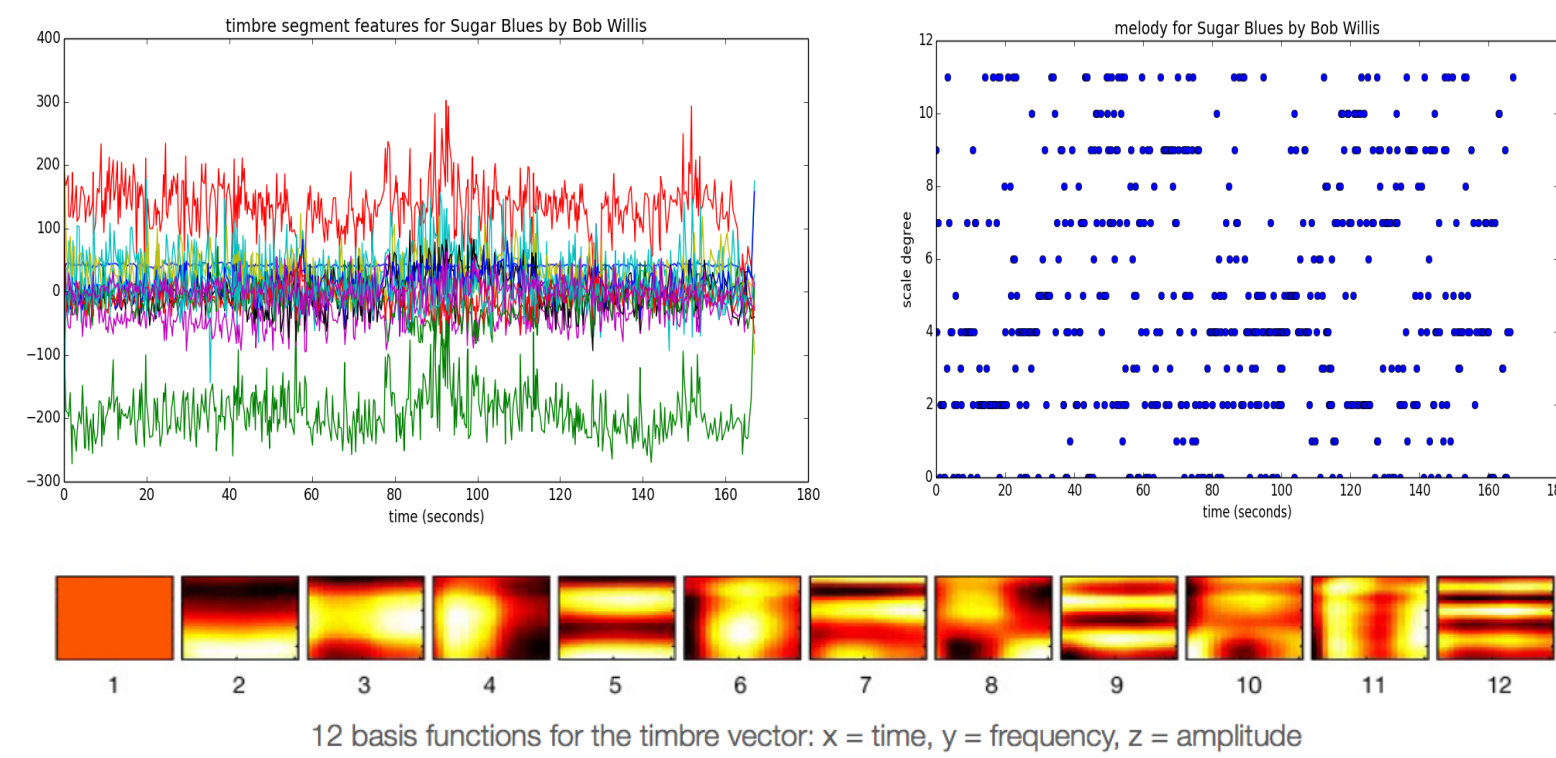 timbre segment features for Sugar Blues by Bob Willis
400
300
200
100
0
−100
−200
−300
0 20 40 60 80 100 120 140 160 180
time (seconds)
melody for Sugar Blues by Bob Willis
12
10
8
6
4
2
0
scale degree
0 20 40 60 80 100 120 140 160
time (seconds)
1 2 3 4 5 6 7 8 9 10 11 12
12 basis functions for the timbre vector: x = time, y = frequency, z = amplitude